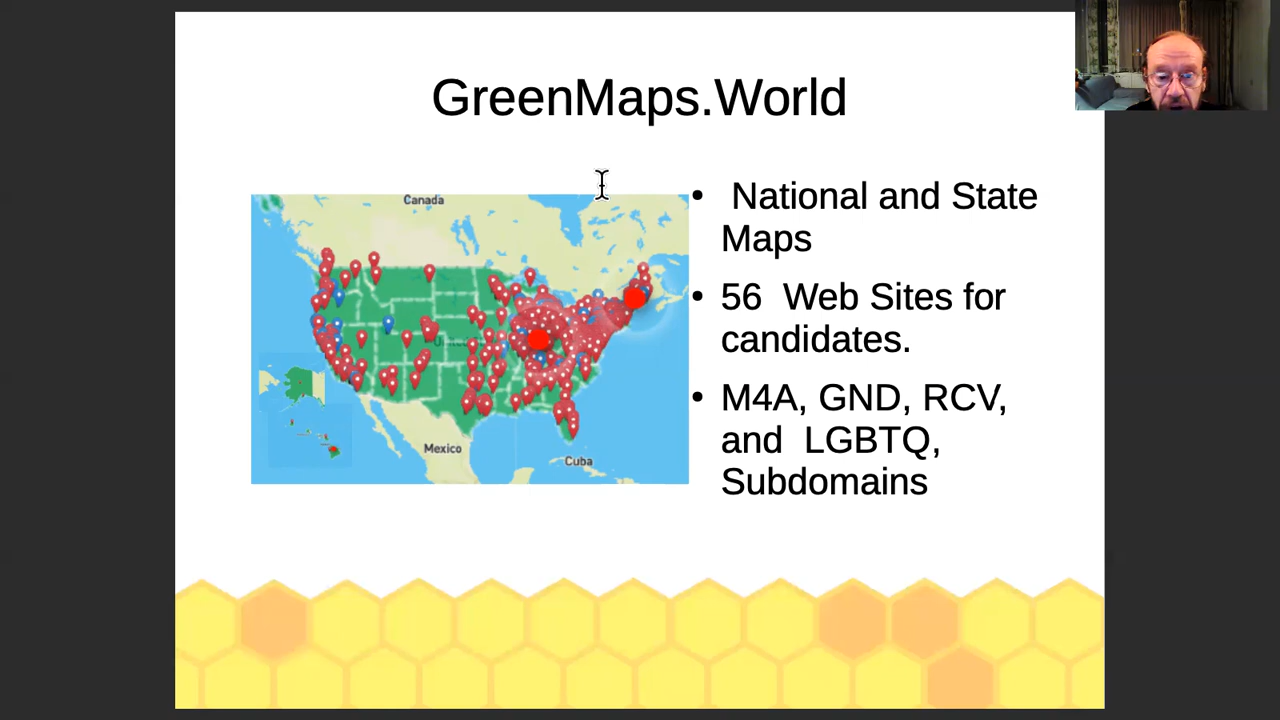 GreenMaps.World
Canada
Mexico
Cuba
• National and State
Maps
• 56 Web Sites for
candidates.
• M4A, GND, RCV,
and LGBTQ,
Subdomains